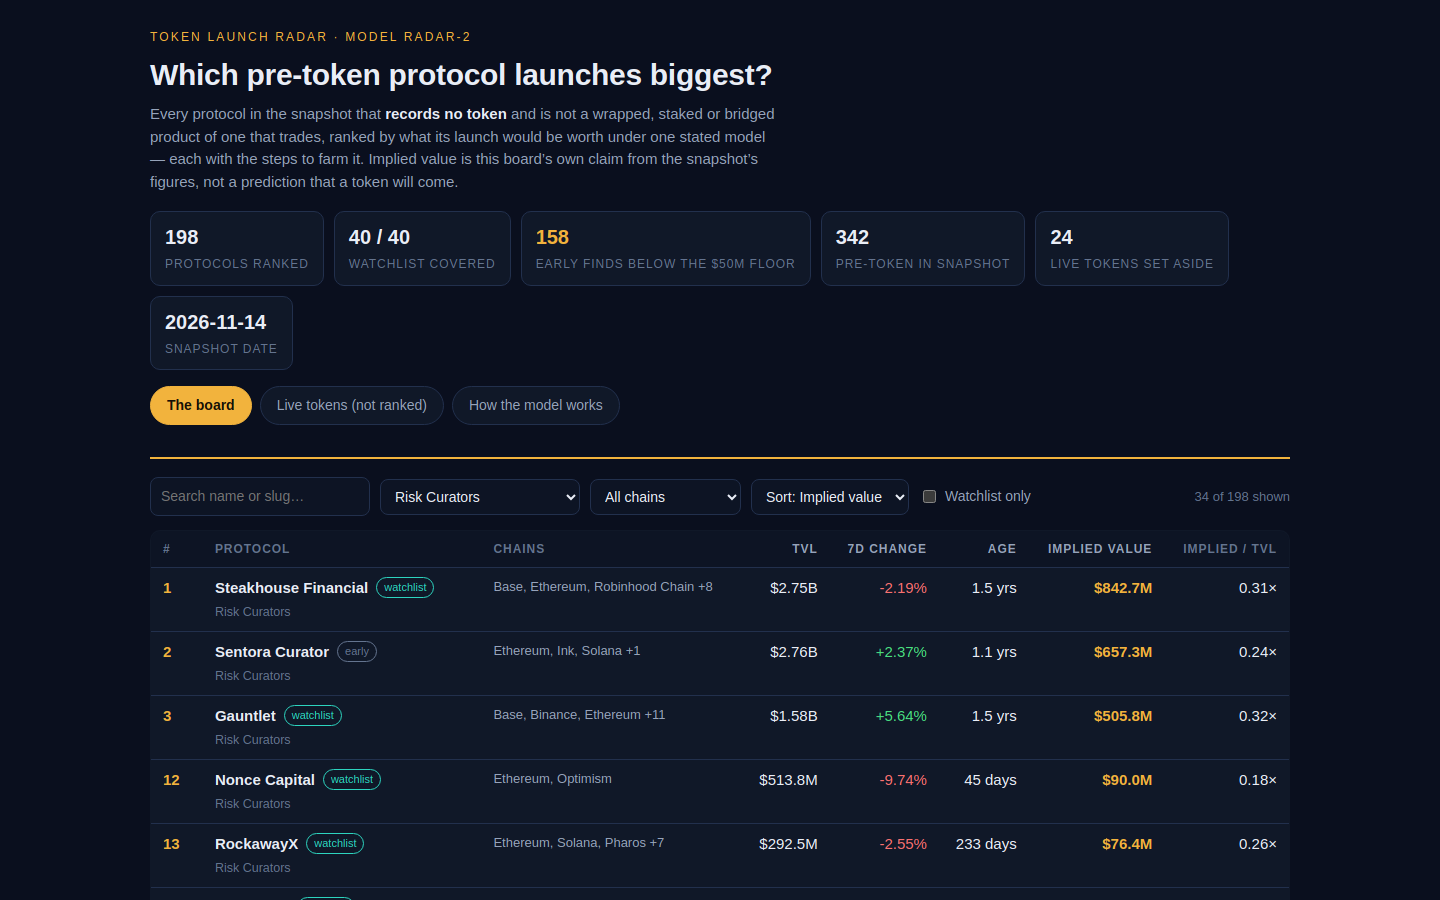 TOKEN LAUNCH RADAR · MODEL RADAR-2
Which pre-token protocol launches biggest?
Every protocol in the snapshot that records no token and is not a wrapped, staked or bridged
product of one that trades, ranked by what its launch would be worth under one stated model
— each with the steps to farm it. Implied value is this board's own claim from the snapshot's
figures, not a prediction that a token will come.
198
PROTOCOLS RANKED
40 / 40
WATCHLIST COVERED
158
EARLY FINDS BELOW THE $50M FLOOR
342
PRE-TOKEN IN SNAPSHOT
24
LIVE TOKENS SET ASIDE
2026-11-14
SNAPSHOT DATE
The board
Live tokens (not ranked)
How the model works
Search name or slug…
Risk Curators
All chains
Sort: Implied value
Watchlist only
34 of 198 shown
# PROTOCOL CHAINS TVL 7D CHANGE AGE IMPLIED VALUE IMPLIED / TVL
1 Steakhouse Financial watchlist Base, Ethereum, Robinhood Chain +8 $2.75B -2.19% 1.5 yrs $842.7M 0.31×
Risk Curators
2 Sentora Curator early Ethereum, Ink, Solana +1 $2.76B +2.37% 1.1 yrs $657.3M 0.24×
Risk Curators
3 Gauntlet watchlist Base, Binance, Ethereum +11 $1.58B +5.64% 1.5 yrs $505.8M 0.32×
Risk Curators
12 Nonce Capital watchlist Ethereum, Optimism $513.8M -9.74% 45 days $90.0M 0.18×
Risk Curators
13 RockawayX watchlist Ethereum, Solana, Pharos +7 $292.5M -2.55% 233 days $76.4M 0.26×
Risk Curators